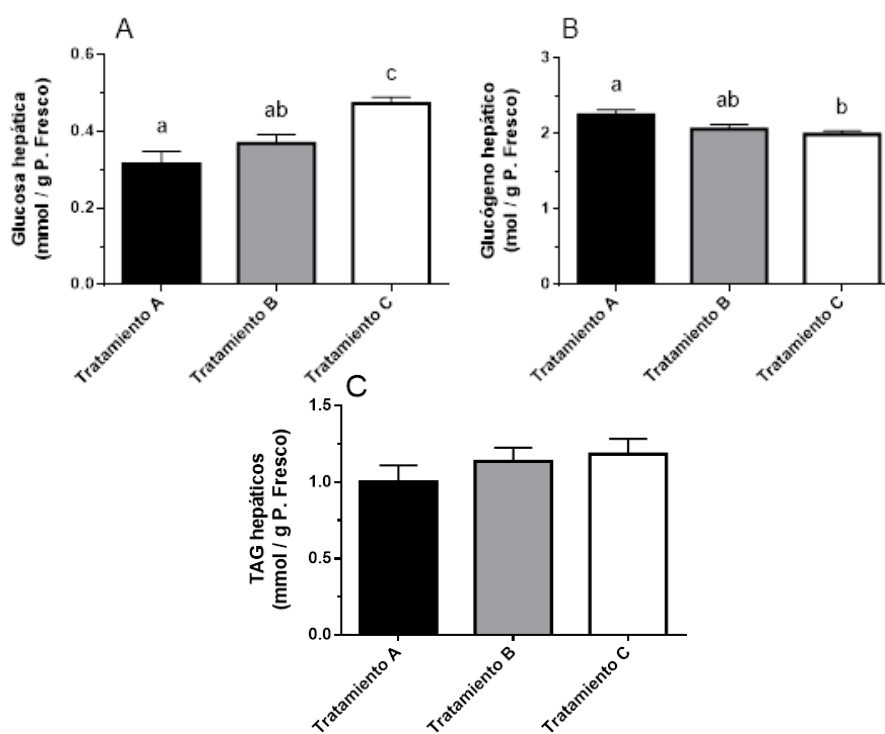 A
Glucosa hepática
(mmol / g P. Fresco)
0.6
0.4
0.2
0.0
a
ab
c
Tratamiento A
Tratamiento B
Tratamiento C
B
Glucógeno hepático
(mol / g P. Fresco)
3
2
1
0
a
ab
b
Tratamiento A
Tratamiento B
Tratamiento C
C
TAG hepáticos
(mmol / g P. Fresco)
1.5
1.0
0.5
0.0
Tratamiento A
Tratamiento B
Tratamiento C